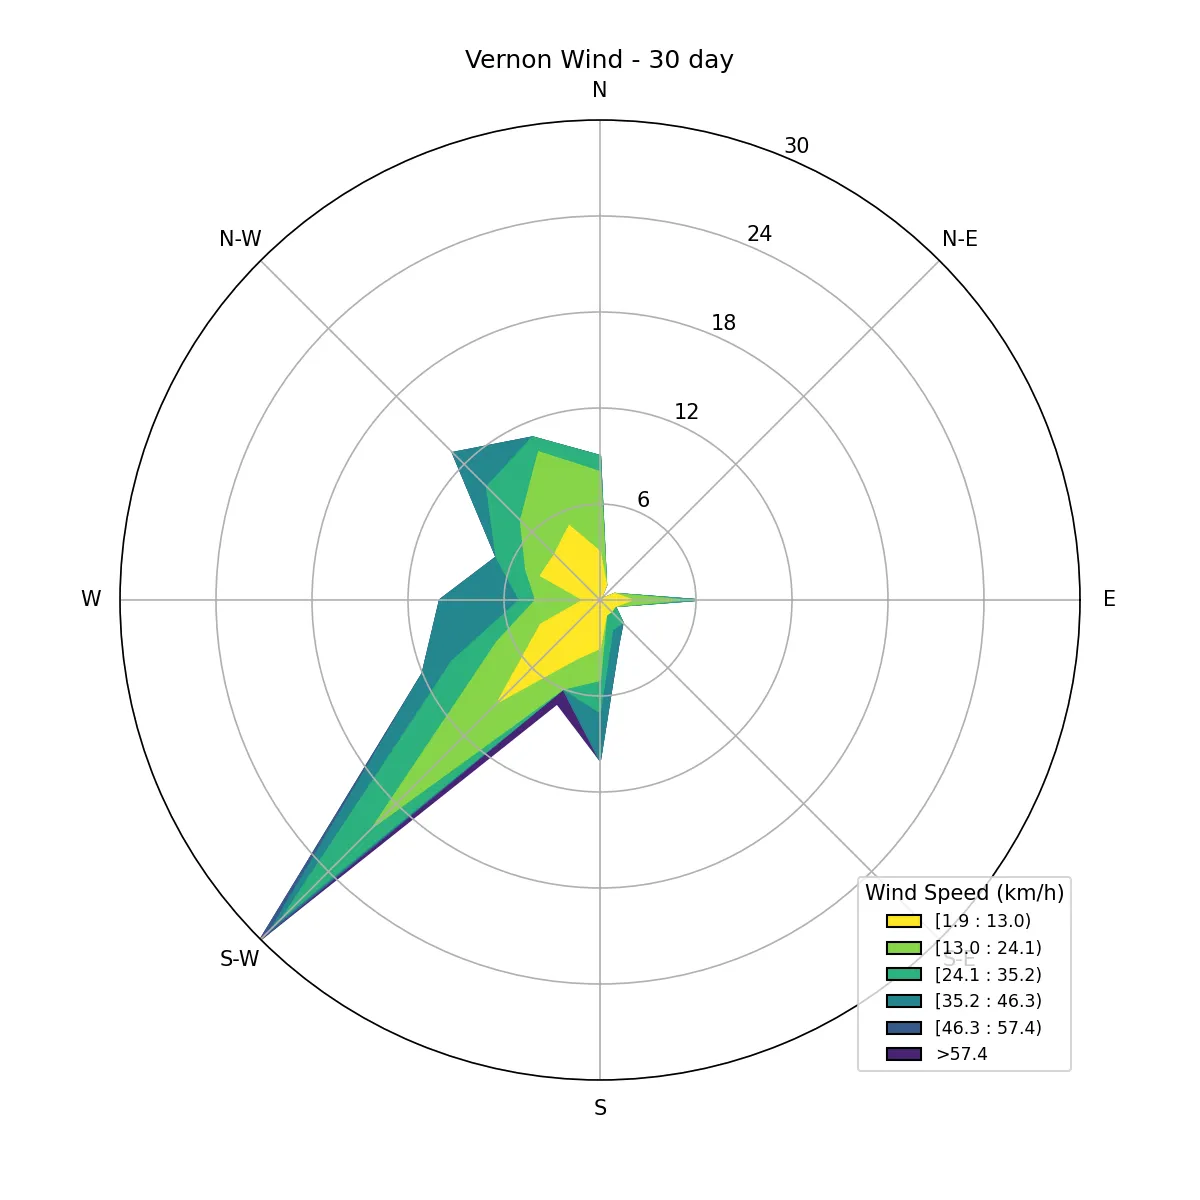 Vernon Wind - 30 day
N
30
N-W
24
N-E
18
12
6
W
E
S-W
S-E
S
Wind Speed (km/h)
[1.9 : 13.0)
[13.0 : 24.1)
[24.1 : 35.2)
[35.2 : 46.3)
[46.3 : 57.4)
>57.4